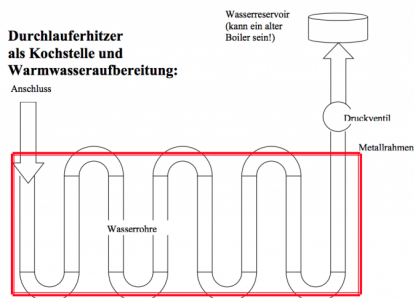 Durchlauferhitzer
als Kochstelle und
Warmwasseraufbereitung:
Anschluss
Wasserreservoir
(kann ein alter
Boiler sein!)
Druckventil
Metallrahmen
Wasserrohre